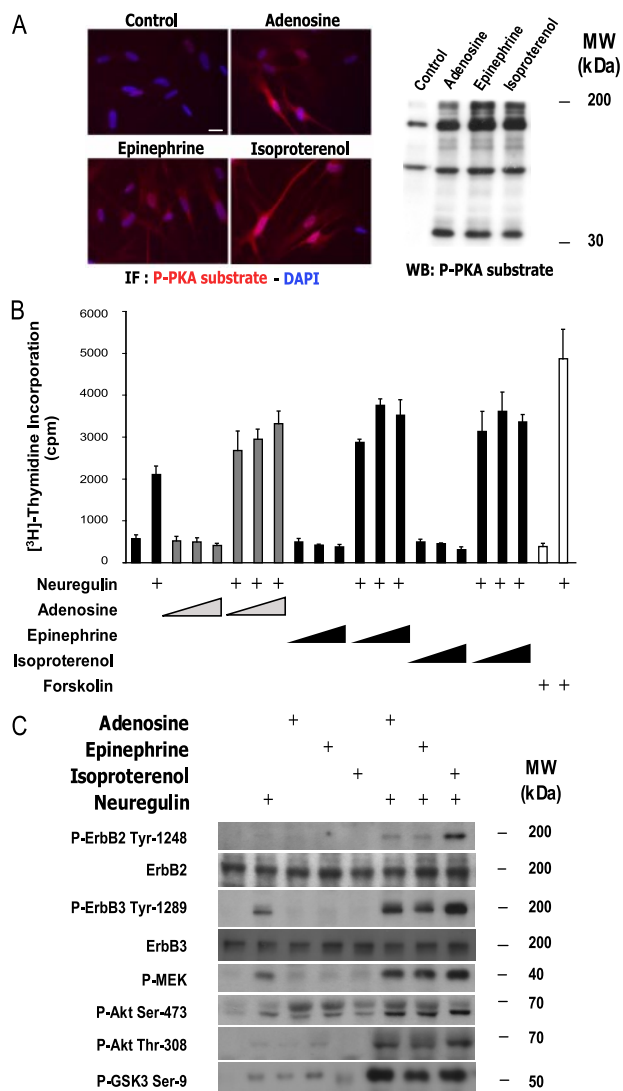 A
Control
Adenosine
Epinephrine
Isoproterenol
IF : P-PKA substrate - DAPI
Control
Adenosine
Epinephrine
Isoproterenol
MW
(kDa)
– 200
– 30
WB: P-PKA substrate
B
[³H]-Thymidine Incorporation
(cpm)
6000
5000
4000
3000
2000
1000
0
Neuregulin + + + + + + + + + + +
Adenosine
Epinephrine
Isoproterenol
Forskolin + +
C
Adenosine + +
Epinephrine + +
Isoproterenol + +
Neuregulin + + + +
MW
(kDa)
P-ErbB2 Tyr-1248 – 200
ErbB2 – 200
P-ErbB3 Tyr-1289 – 200
ErbB3 – 200
P-MEK – 40
P-Akt Ser-473 – 70
P-Akt Thr-308 – 70
P-GSK3 Ser-9 – 50